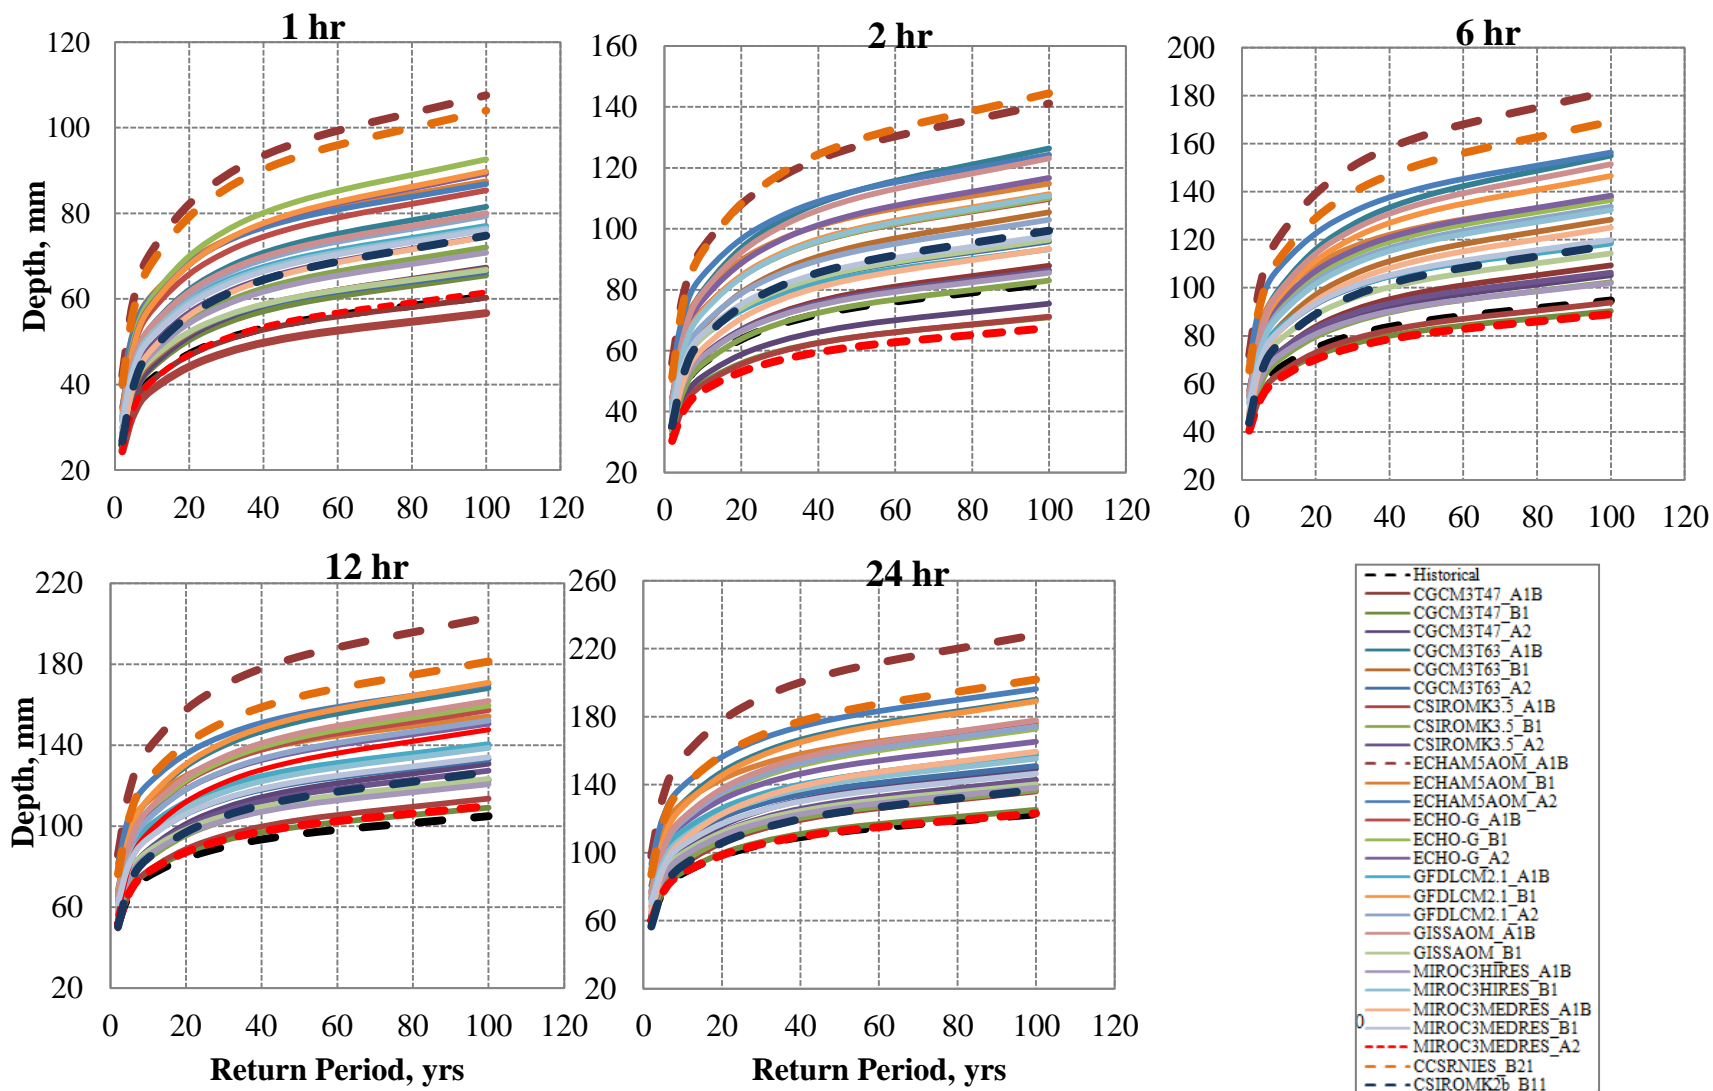 1 hr
2 hr
6 hr
120
100
80
60
40
20
0 20 40 60 80 100 120
Depth, mm
160
140
120
100
80
60
40
20
0 20 40 60 80 100 120
200
180
160
140
120
100
80
60
40
20
0 20 40 60 80 100 120
12 hr
24 hr
220
180
140
100
60
20
0 20 40 60 80 100 120
Depth, mm
Return Period, yrs
260
220
180
140
100
60
20
0 20 40 60 80 100 120
Return Period, yrs
Historical
CGCM3T47_A1B
CGCM3T47_B1
CGCM3T47_A2
CGCM3T63_A1B
CGCM3T63_B1
CGCM3T63_A2
CSIROMK3.5_A1B
CSIROMK3.5_B1
CSIROMK3.5_A2
ECHAM5AOM_A1B
ECHAM5AOM_B1
ECHAM5AOM_A2
ECHO-G_A1B
ECHO-G_B1
ECHO-G_A2
GFDLCM2.1_A1B
GFDLCM2.1_B1
GFDLCM2.1_A2
GISSAOM_A1B
GISSAOM_B1
MIROC3HIRES_A1B
MIROC3HIRES_B1
MIROC3MEDRES_A1B
0
MIROC3MEDRES_B1
MIROC3MEDRES_A2
CCSRNIES_B21
CSIROMK2b_B11